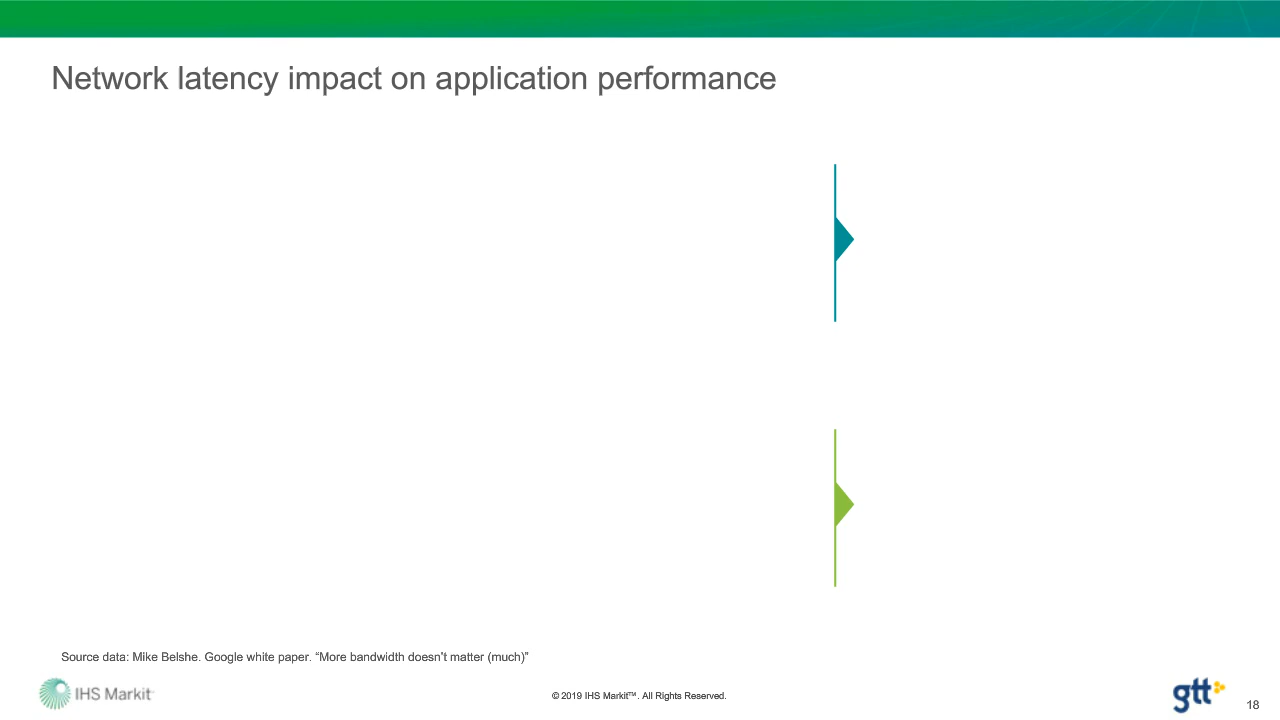 Network latency impact on application performance
Source data: Mike Belshe. Google white paper. “More bandwidth doesn’t matter (much)”
IHS Markit™
© 2019 IHS Markit™. All Rights Reserved.
gtt
18